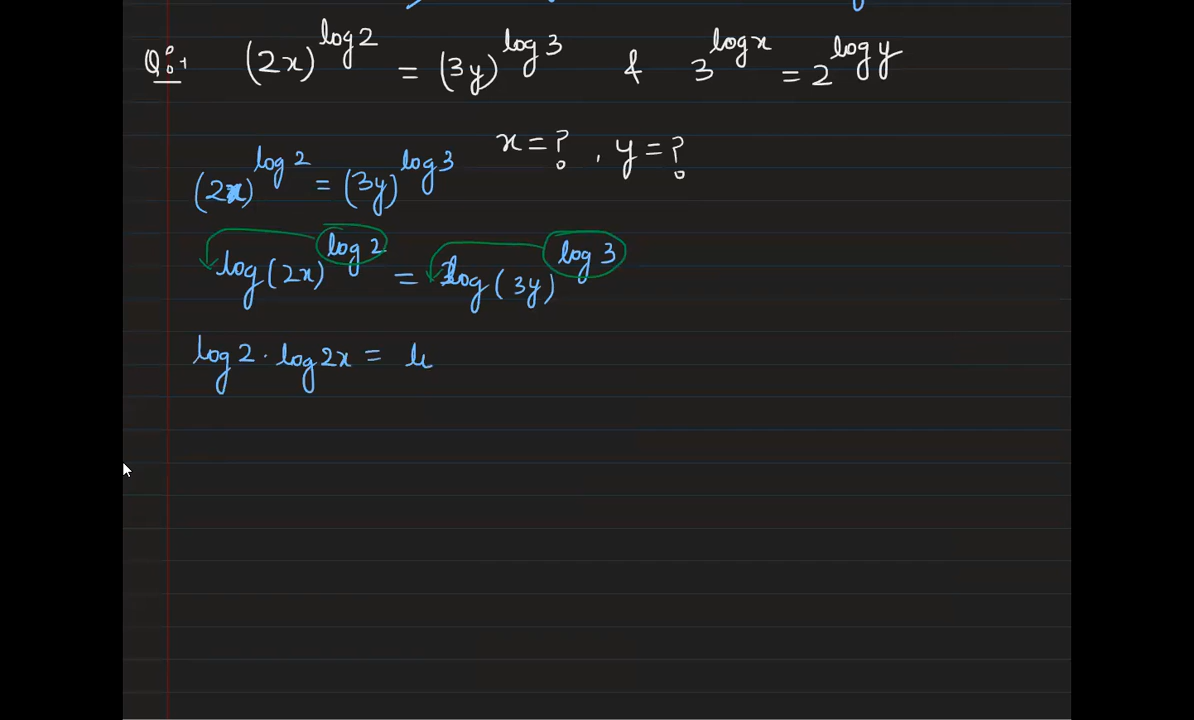 Q:→ (2x)^log2 = (3y)^log3 & 3^logx = 2^logy
x = ? , y = ?
(2x)^log2 = (3y)^log3
log(2x)^log2 = log(3y)^log3
log2 · log2x = l